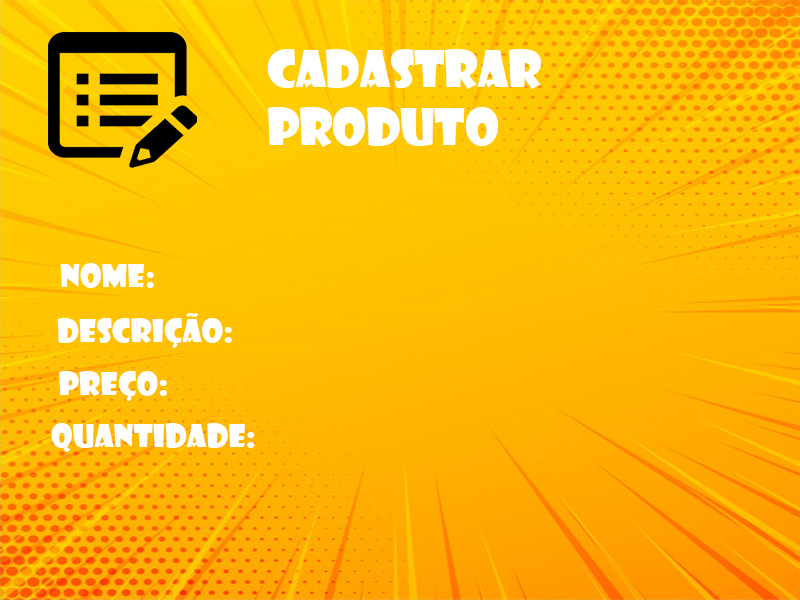 CADASTRAR
PRODUTO
NOME:
DESCRIÇÃO:
PREÇO:
QUANTIDADE: